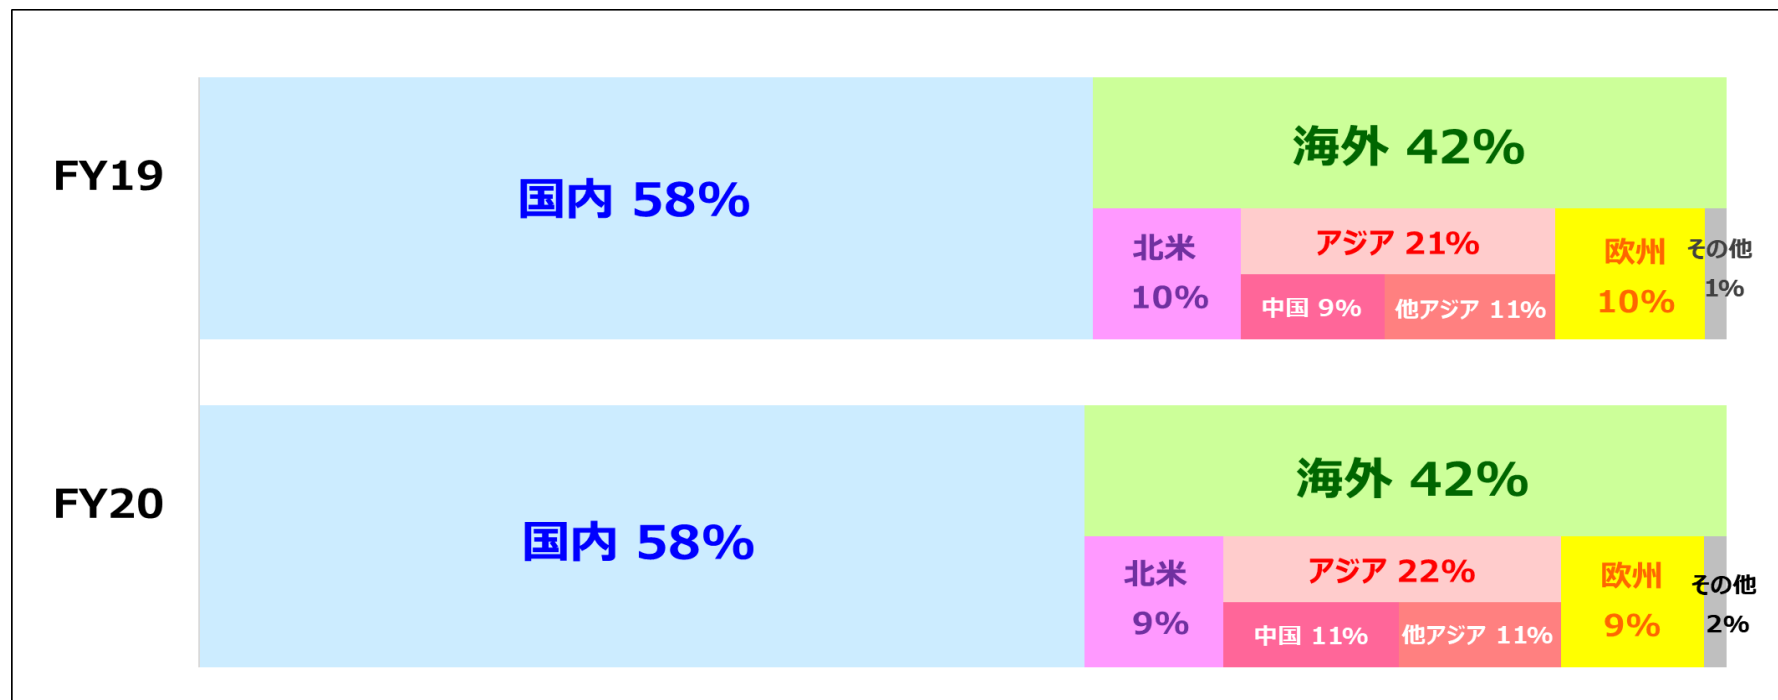 FY19
国内 58%
海外 42%
北米
10%
アジア 21%
中国 9%
他アジア 11%
欧州
10%
その他
1%
FY20
国内 58%
海外 42%
北米
9%
アジア 22%
中国 11%
他アジア 11%
欧州
9%
その他
2%